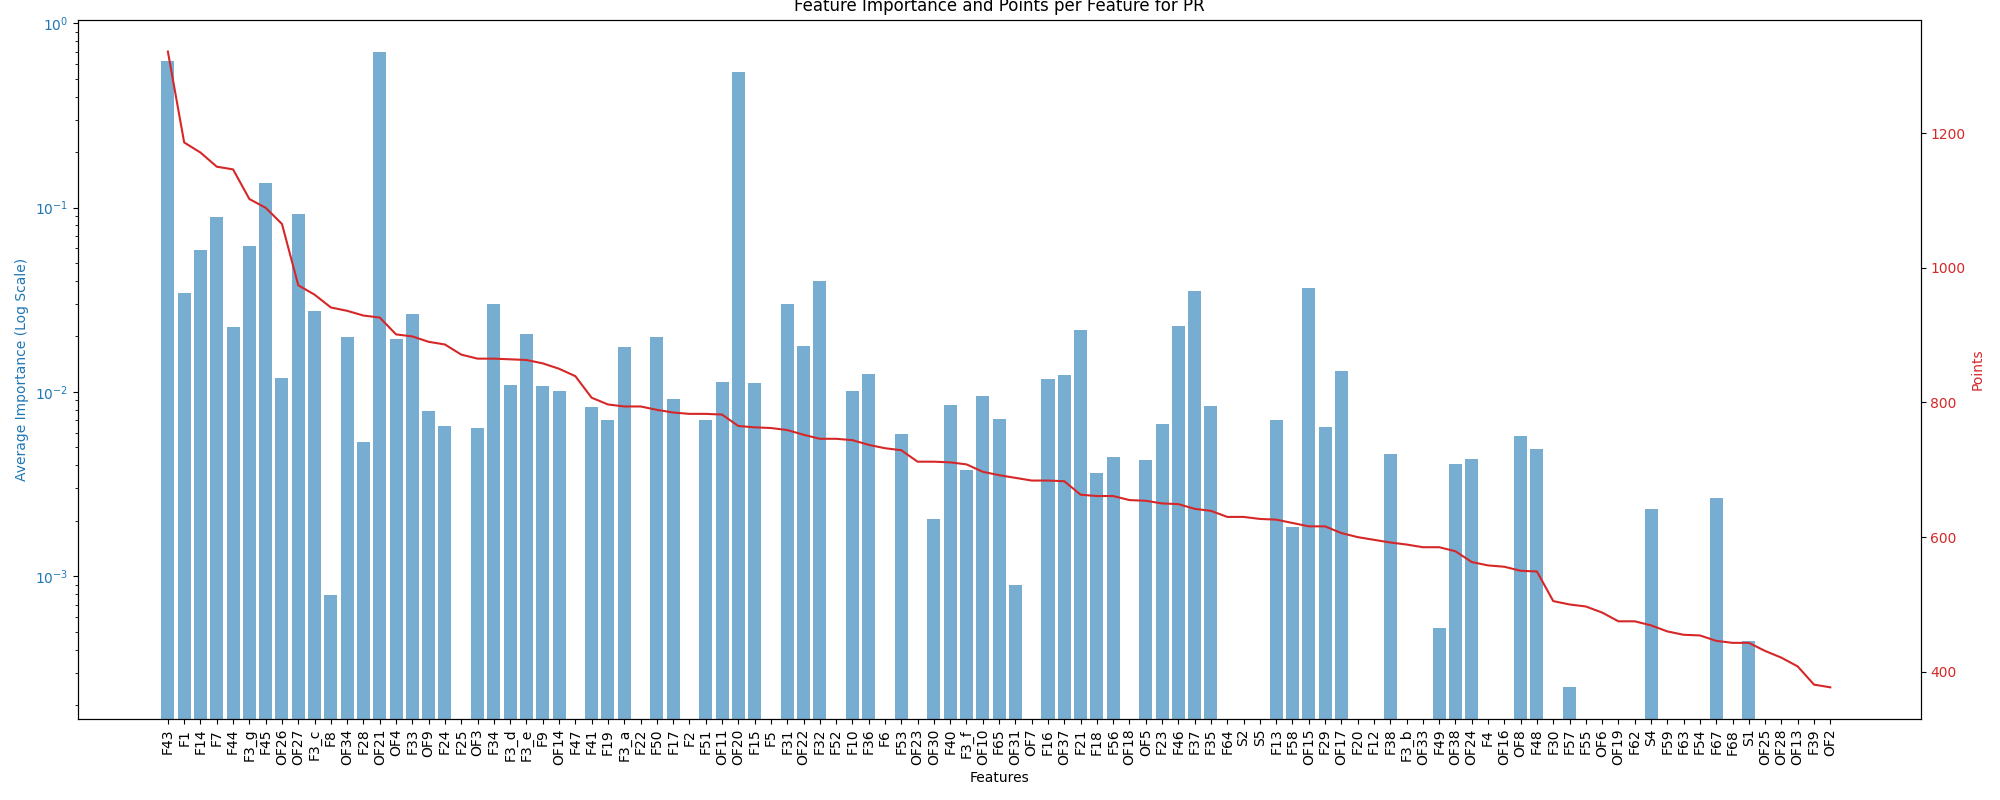 Feature Importance and Points per Feature for PR
10⁰
10⁻¹
10⁻²
10⁻³
Average Importance (Log Scale)
1200
1000
800
600
400
Points
F43 F1 F14 F7 F44 F3_g F45 OF26 OF27 F3_c F8 OF34 F28 OF21 OF4 F33 OF9 F24 F25 OF3 F34 F3_d F3_e F9 OF14 F47 F41 F19 F3_a F22 F50 F17 F2 F51 OF11 OF20 F15 F5 F31 OF22 F32 F52 F10 F36 F6 F53 OF23 OF30 F40 F3_f OF10 F65 OF31 OF7 F16 OF37 F21 F18 F56 OF18 OF5 F23 F46 F37 F35 F64 S2 S5 F13 F58 OF15 F29 OF17 F20 F12 F38 F3_b OF33 F49 OF38 OF24 F4 OF16 OF8 F48 F30 F57 F55 OF6 OF19 F62 S4 F59 F63 F54 F67 F68 S1 OF25 OF28 OF13 F39 OF2
Features